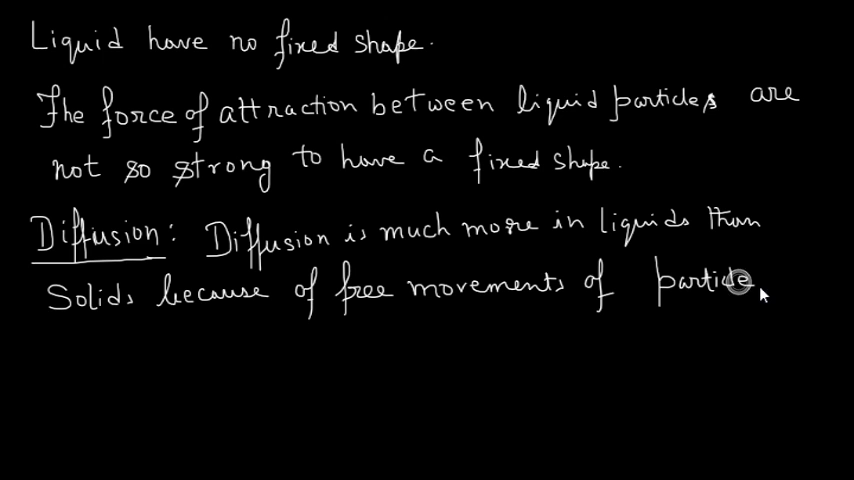 Liquid have no fixed shape.
The force of attraction between liquid particles are
not so strong to have a fixed shape.
Diffusion: Diffusion is much more in liquids than
Solids because of free movements of particle